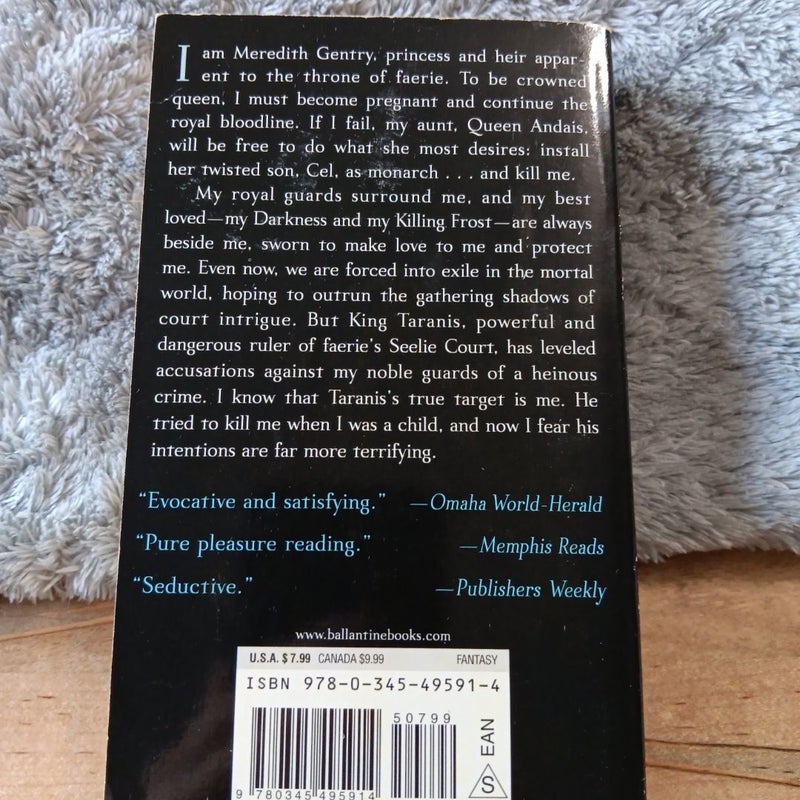 I am Meredith Gentry, princess and heir appar-
ent to the throne of faerie. To be crowned
queen, I must become pregnant and continue the
royal bloodline. If I fail, my aunt, Queen Andais,
will be free to do what she most desires: install
her twisted son, Cel, as monarch . . . and kill me.
My royal guards surround me, and my best
loved—my Darkness and my Killing Frost—are always
beside me, sworn to make love to me and protect
me. Even now, we are forced into exile in the mortal
world, hoping to outrun the gathering shadows of
court intrigue. But King Taranis, powerful and
dangerous ruler of faerie's Seelie Court, has leveled
accusations against my noble guards of a heinous
crime. I know that Taranis's true target is me. He
tried to kill me when I was a child, and now I fear his
intentions are far more terrifying.
“Evocative and satisfying.” —Omaha World-Herald
“Pure pleasure reading.” —Memphis Reads
“Seductive.” —Publishers Weekly
www.ballantinebooks.com
U.S.A. $7.99 CANADA $9.99 FANTASY
ISBN 978-0-345-49591-4
50799
EAN
S
9 780345 495914